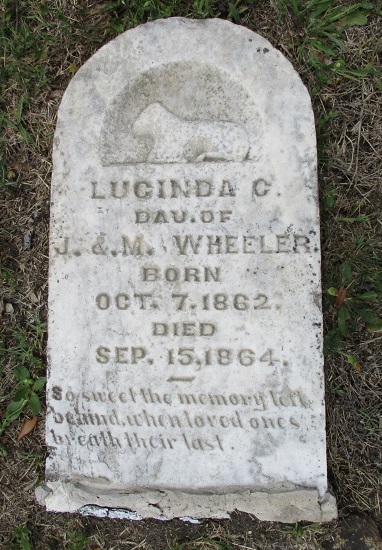 LUCINDA C.
DAU. OF
J. & M. WHEELER.
BORN
OCT. 7. 1862.
DIED
SEP. 15, 1864.
So sweet the memory left
behind, when loved ones
breath their last.